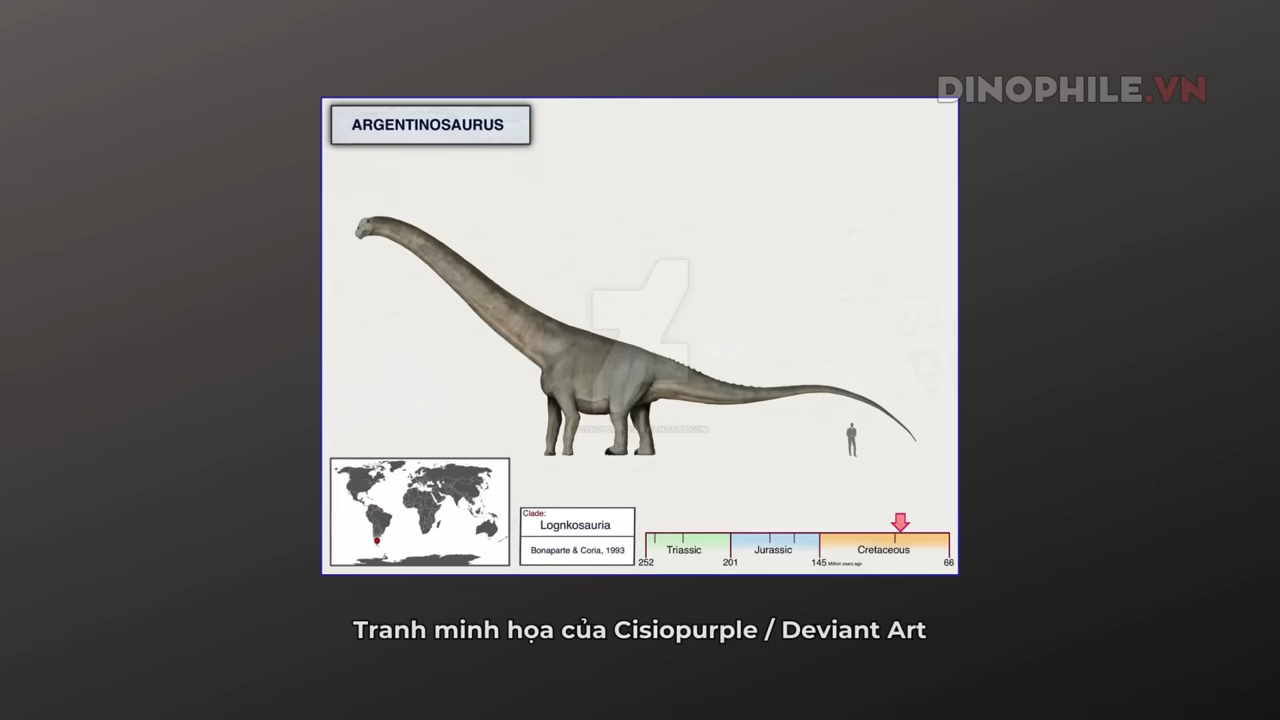 DINOPHILE.VN
ARGENTINOSAURUS
Clade:
Lognkosauria
Bonaparte & Coria, 1993
Triassic
Jurassic
Cretaceous
252
201
145 Million years ago
66
Tranh minh họa của Cisiopurple / Deviant Art